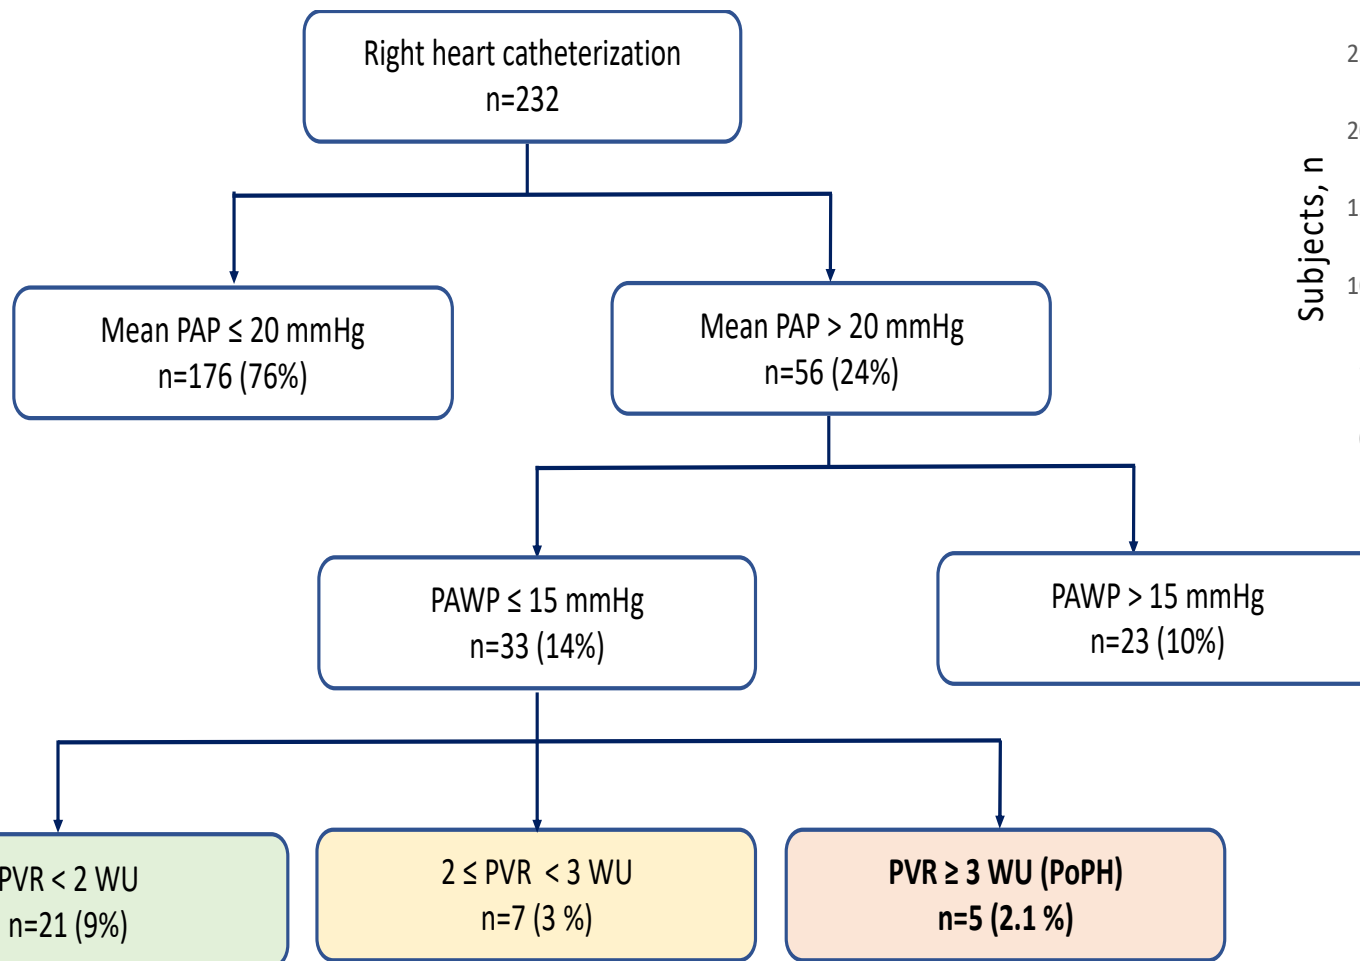 Right heart catheterization
n=232
Subjects, n
Mean PAP ≤ 20 mmHg
n=176 (76%)
Mean PAP > 20 mmHg
n=56 (24%)
PAWP ≤ 15 mmHg
n=33 (14%)
PAWP > 15 mmHg
n=23 (10%)
PVR < 2 WU
n=21 (9%)
2 ≤ PVR < 3 WU
n=7 (3 %)
PVR ≥ 3 WU (PoPH)
n=5 (2.1 %)